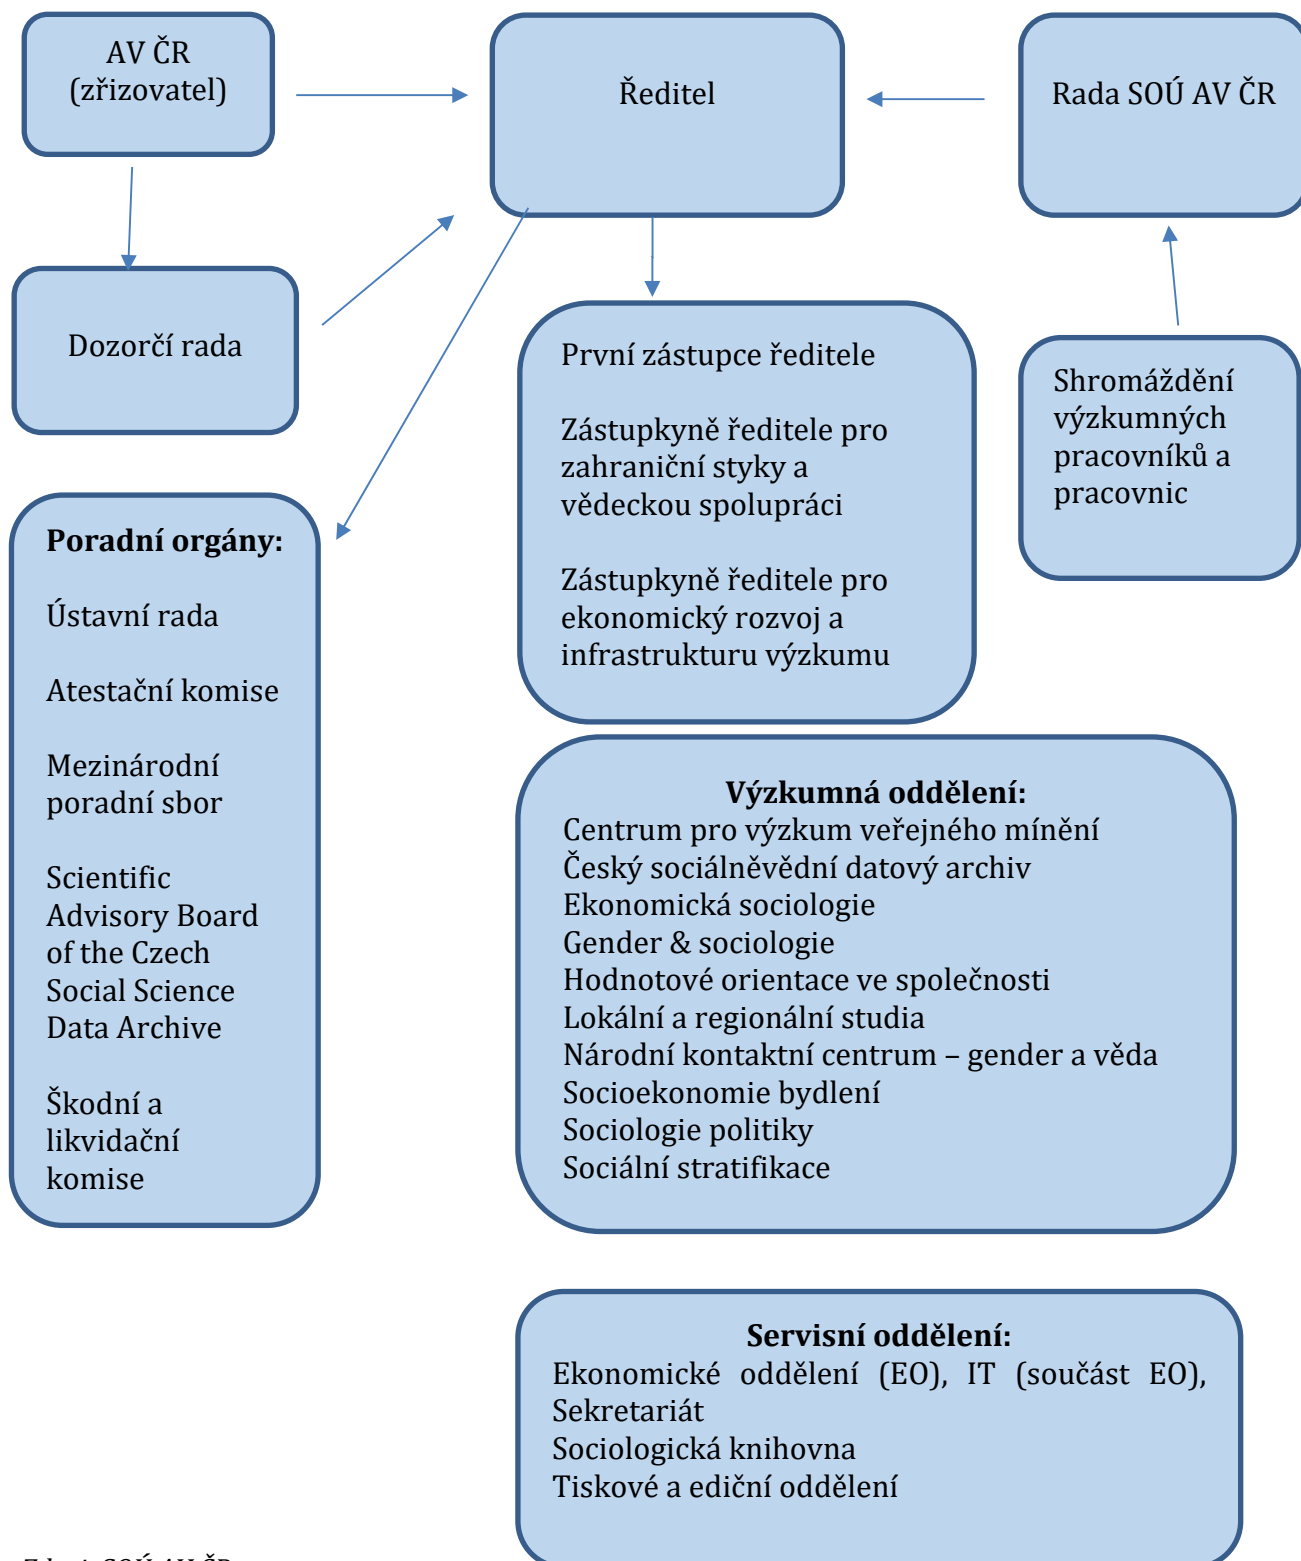 AV ČR
(zřizovatel)
Ředitel
Rada SOÚ AV ČR
Dozorčí rada
První zástupce ředitele
Zástupkyně ředitele pro
zahraniční styky a
vědeckou spolupráci
Zástupkyně ředitele pro
ekonomický rozvoj a
infrastrukturu výzkumu
Shromáždění
výzkumných
pracovníků a
pracovnic
Poradní orgány:
Ústavní rada
Atestační komise
Mezinárodní
poradní sbor
Scientific
Advisory Board
of the Czech
Social Science
Data Archive
Škodní a
likvidační
komise
Výzkumná oddělení:
Centrum pro výzkum veřejného mínění
Český sociálněvědní datový archiv
Ekonomická sociologie
Gender & sociologie
Hodnotové orientace ve společnosti
Lokální a regionální studia
Národní kontaktní centrum – gender a věda
Socioekonomie bydlení
Sociologie politiky
Sociální stratifikace
Servisní oddělení:
Ekonomické oddělení (EO), IT (součást EO),
Sekretariát
Sociologická knihovna
Tiskové a ediční oddělení
SOÚ AV ČR